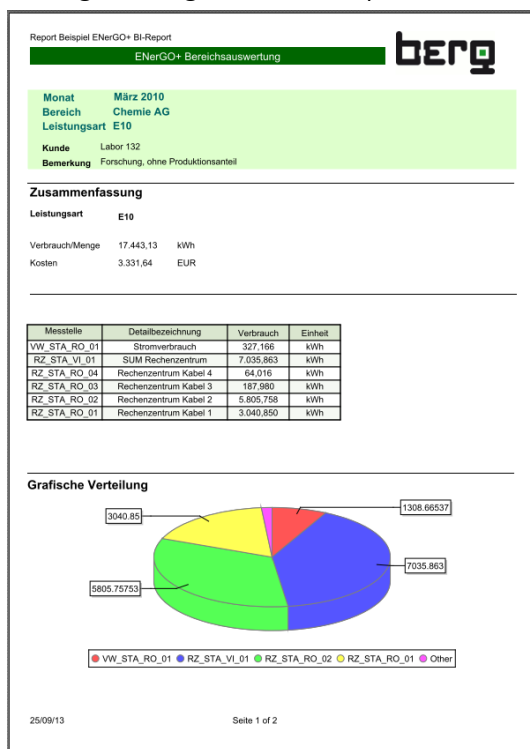 Report Beispiel ENerGO+ BI-Report
ENerGO+ Bereichsauswertung
berg
Monat März 2010
Bereich Chemie AG
Leistungsart E10
Kunde Labor 132
Bemerkung Forschung, ohne Produktionsanteil
Zusammenfassung
Leistungsart E10
Verbrauch/Menge 17.443,13 kWh
Kosten 3.331,64 EUR
Messtelle Detailbezeichnung Verbrauch Einheit
VW_STA_RO_01 Stromverbrauch 327,166 kWh
RZ_STA_VI_01 SUM Rechenzentrum 7.035,863 kWh
RZ_STA_RO_04 Rechenzentrum Kabel 4 64,016 kWh
RZ_STA_RO_03 Rechenzentrum Kabel 3 187,980 kWh
RZ_STA_RO_02 Rechenzentrum Kabel 2 5.805,758 kWh
RZ_STA_RO_01 Rechenzentrum Kabel 1 3.040,850 kWh
Grafische Verteilung
1308.66537
3040.85
7035.863
5805.75753
VW_STA_RO_01 RZ_STA_VI_01 RZ_STA_RO_02 RZ_STA_RO_01 Other
25/09/13 Seite 1 of 2